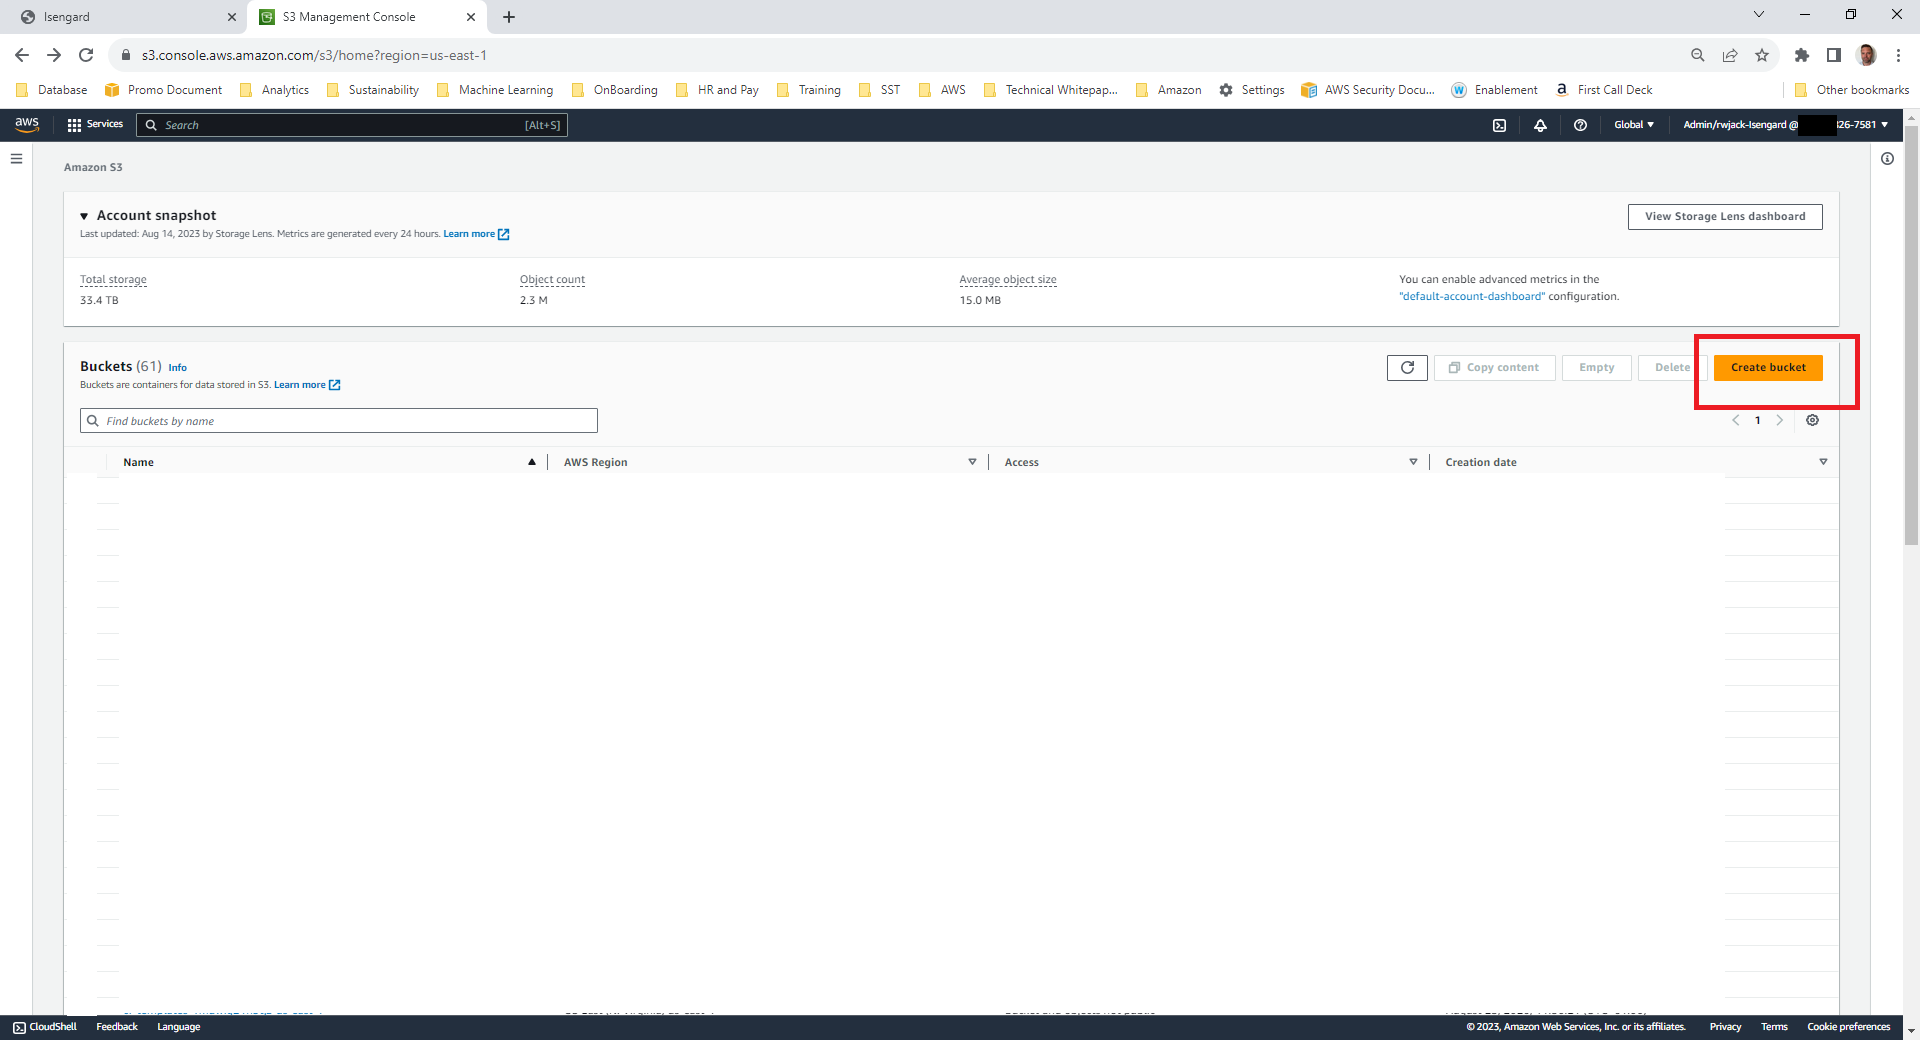 Isengard
S3 Management Console
s3.console.aws.amazon.com/s3/home?region=us-east-1
Database Promo Document Analytics Sustainability Machine Learning OnBoarding HR and Pay Training SST AWS Technical Whitepap... Amazon Settings AWS Security Docu... Enablement First Call Deck Other bookmarks
aws Services Search [Alt+S] Global Admin/rwjack-Isengard @ 326-7581
Amazon S3
Account snapshot
View Storage Lens dashboard
Last updated: Aug 14, 2023 by Storage Lens. Metrics are generated every 24 hours. Learn more
Total storage Object count Average object size You can enable advanced metrics in the
33.4 TB 2.3 M 15.0 MB "default-account-dashboard" configuration.
Buckets (61) Info
Copy content Empty Delete Create bucket
Buckets are containers for data stored in S3. Learn more
Find buckets by name
1
Name AWS Region Access Creation date
CloudShell Feedback Language © 2023, Amazon Web Services, Inc. or its affiliates. Privacy Terms Cookie preferences